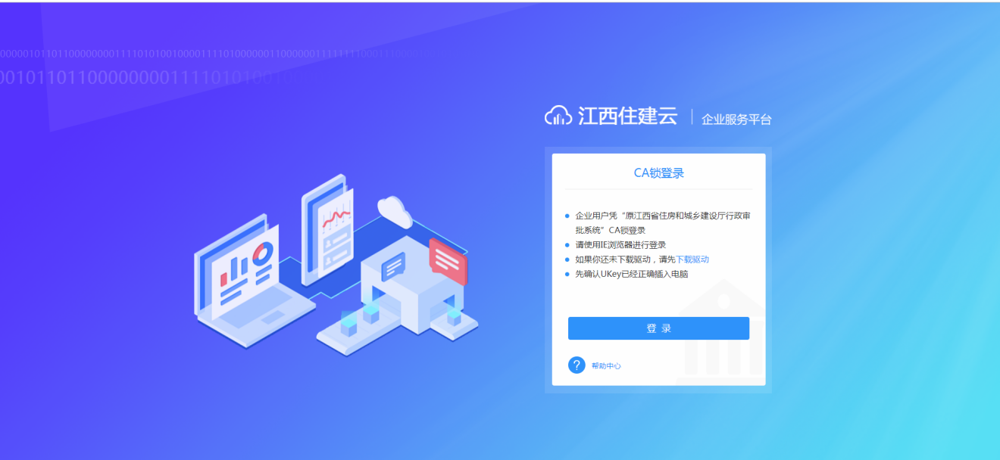 江西住建云
企业服务平台
CA锁登录
企业用户凭“原江西省住房和城乡建设厅行政审
批系统”CA锁登录
请使用IE浏览器进行登录
如果你还未下载驱动，请先下载驱动
先确认UKey已经正确插入电脑
登 录
? 帮助中心